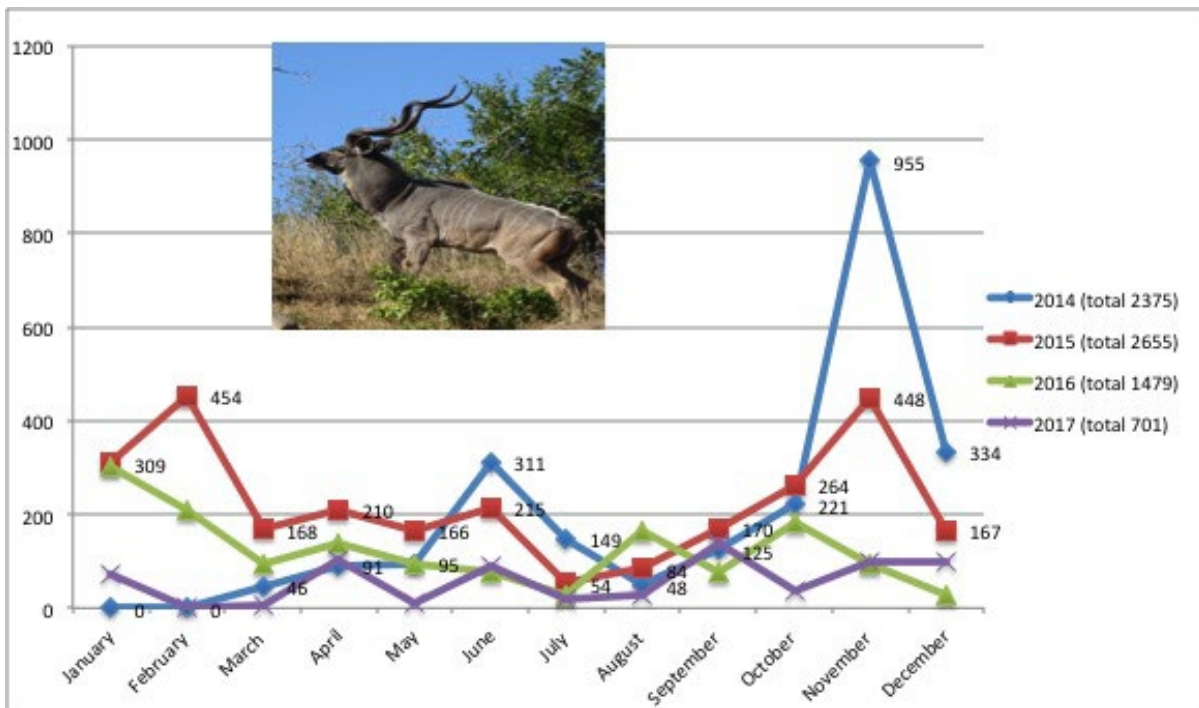 1200
1000
800
600
400
200
0
955
454
448
309
311
334
264
210
215
221
168
166
149
170
167
125
91
95
84
46
54
48
0
0
January
February
March
April
May
June
July
August
September
October
November
December
2014 (total 2375)
2015 (total 2655)
2016 (total 1479)
2017 (total 701)